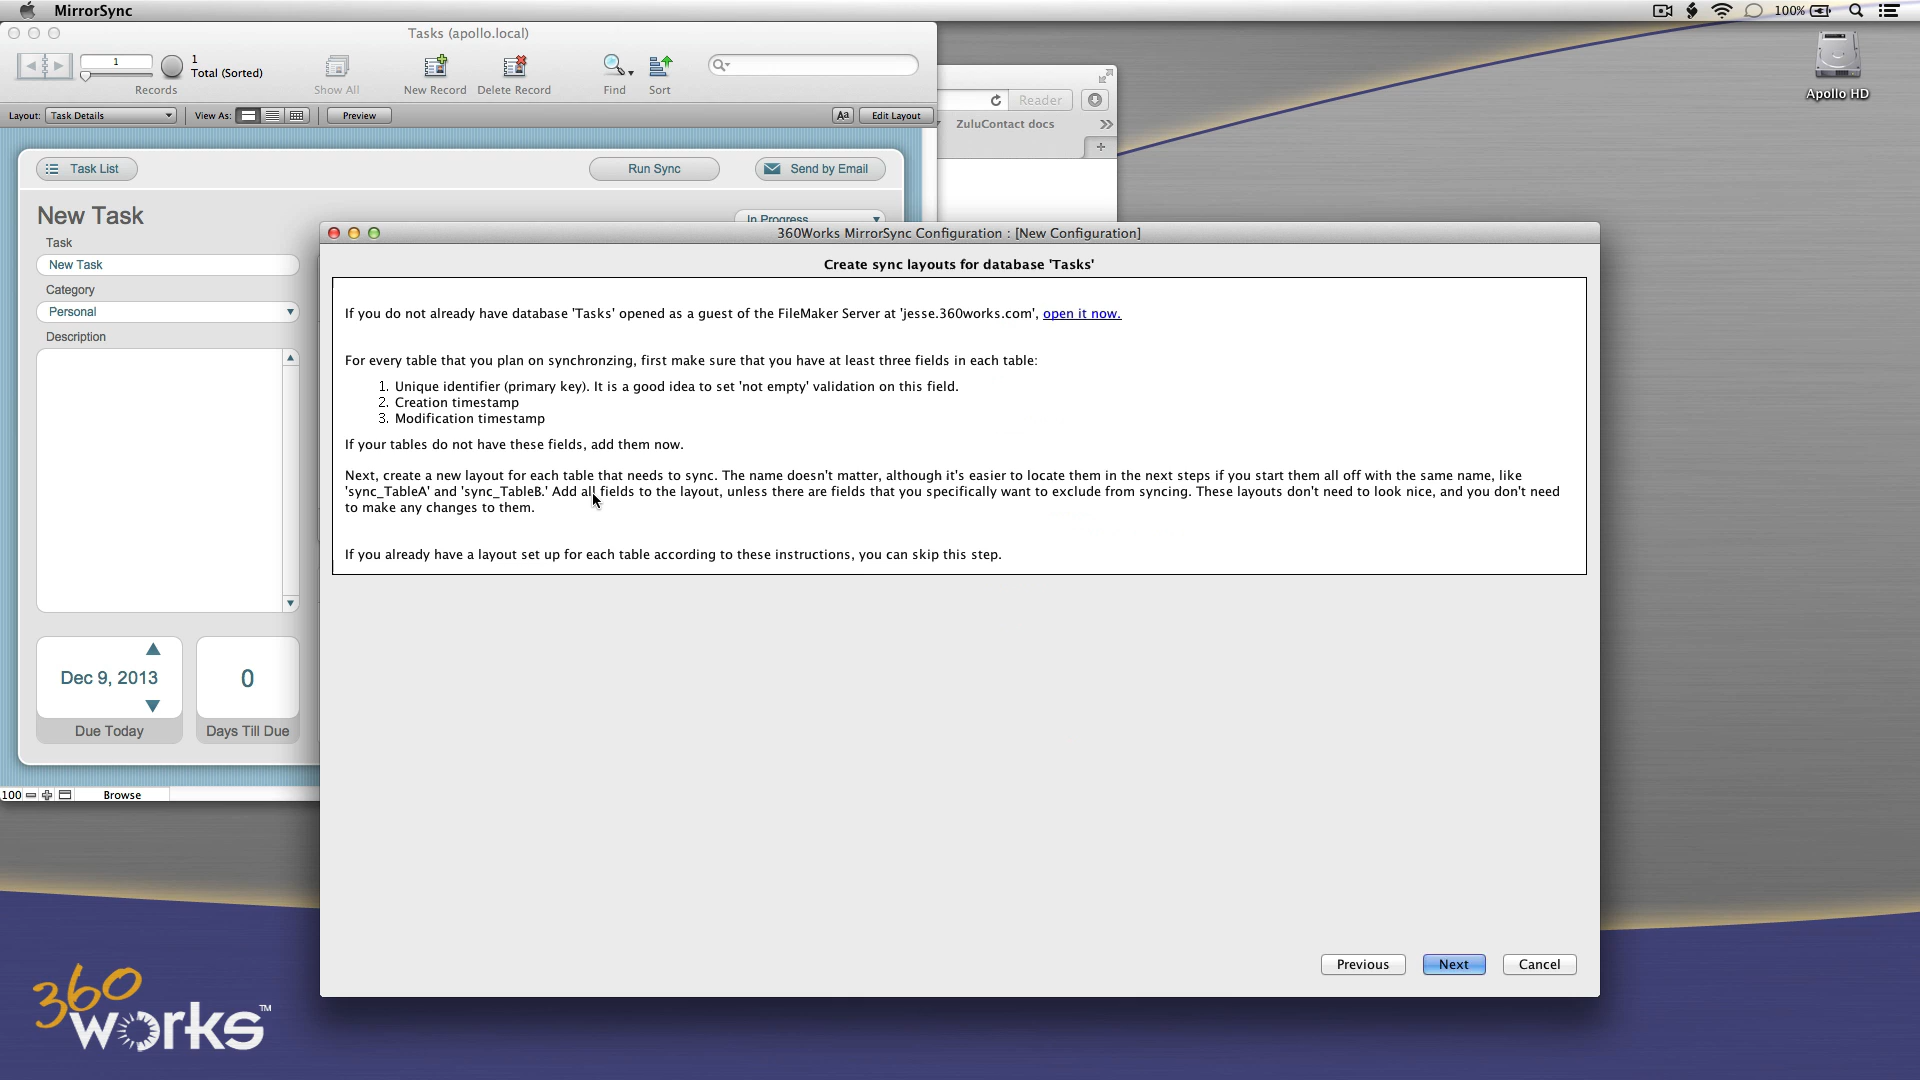 MirrorSync
100%
Tasks (apollo.local)
1
1
Total (Sorted)
Records
Show All
New Record
Delete Record
Find
Sort
Layout:
Task Details
View As:
Preview
Aa
Edit Layout
Reader
ZuluContact docs
Apollo HD
Task List
Run Sync
Send by Email
New Task
In Progress
Task
New Task
Category
Personal
Description
Dec 9, 2013
Due Today
0
Days Till Due
100
Browse
360Works MirrorSync Configuration : [New Configuration]
Create sync layouts for database 'Tasks'
If you do not already have database 'Tasks' opened as a guest of the FileMaker Server at 'jesse.360works.com', open it now.
For every table that you plan on synchronzing, first make sure that you have at least three fields in each table:
1. Unique identifier (primary key). It is a good idea to set 'not empty' validation on this field.
2. Creation timestamp
3. Modification timestamp
If your tables do not have these fields, add them now.
Next, create a new layout for each table that needs to sync. The name doesn't matter, although it's easier to locate them in the next steps if you start them all off with the same name, like
'sync_TableA' and 'sync_TableB.' Add all fields to the layout, unless there are fields that you specifically want to exclude from syncing. These layouts don't need to look nice, and you don't need
to make any changes to them.
If you already have a layout set up for each table according to these instructions, you can skip this step.
Previous
Next
Cancel
360
works™